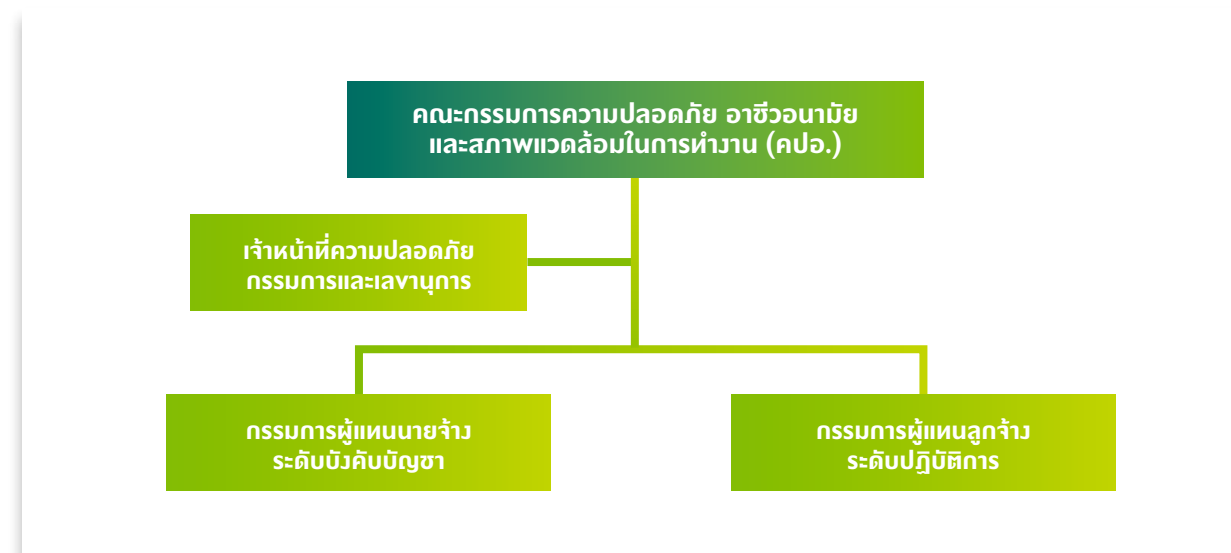 คณะกรรมการความปลอดภัย อาชีวอนามัย
และสภาพแวดล้อมในการทำงาน (คปอ.)
เจ้าหน้าที่ความปลอดภัย
กรรมการและเลขานุการ
กรรมการผู้แทนนายจ้าง
ระดับบังคับบัญชา
กรรมการผู้แทนลูกจ้าง
ระดับปฏิบัติการ